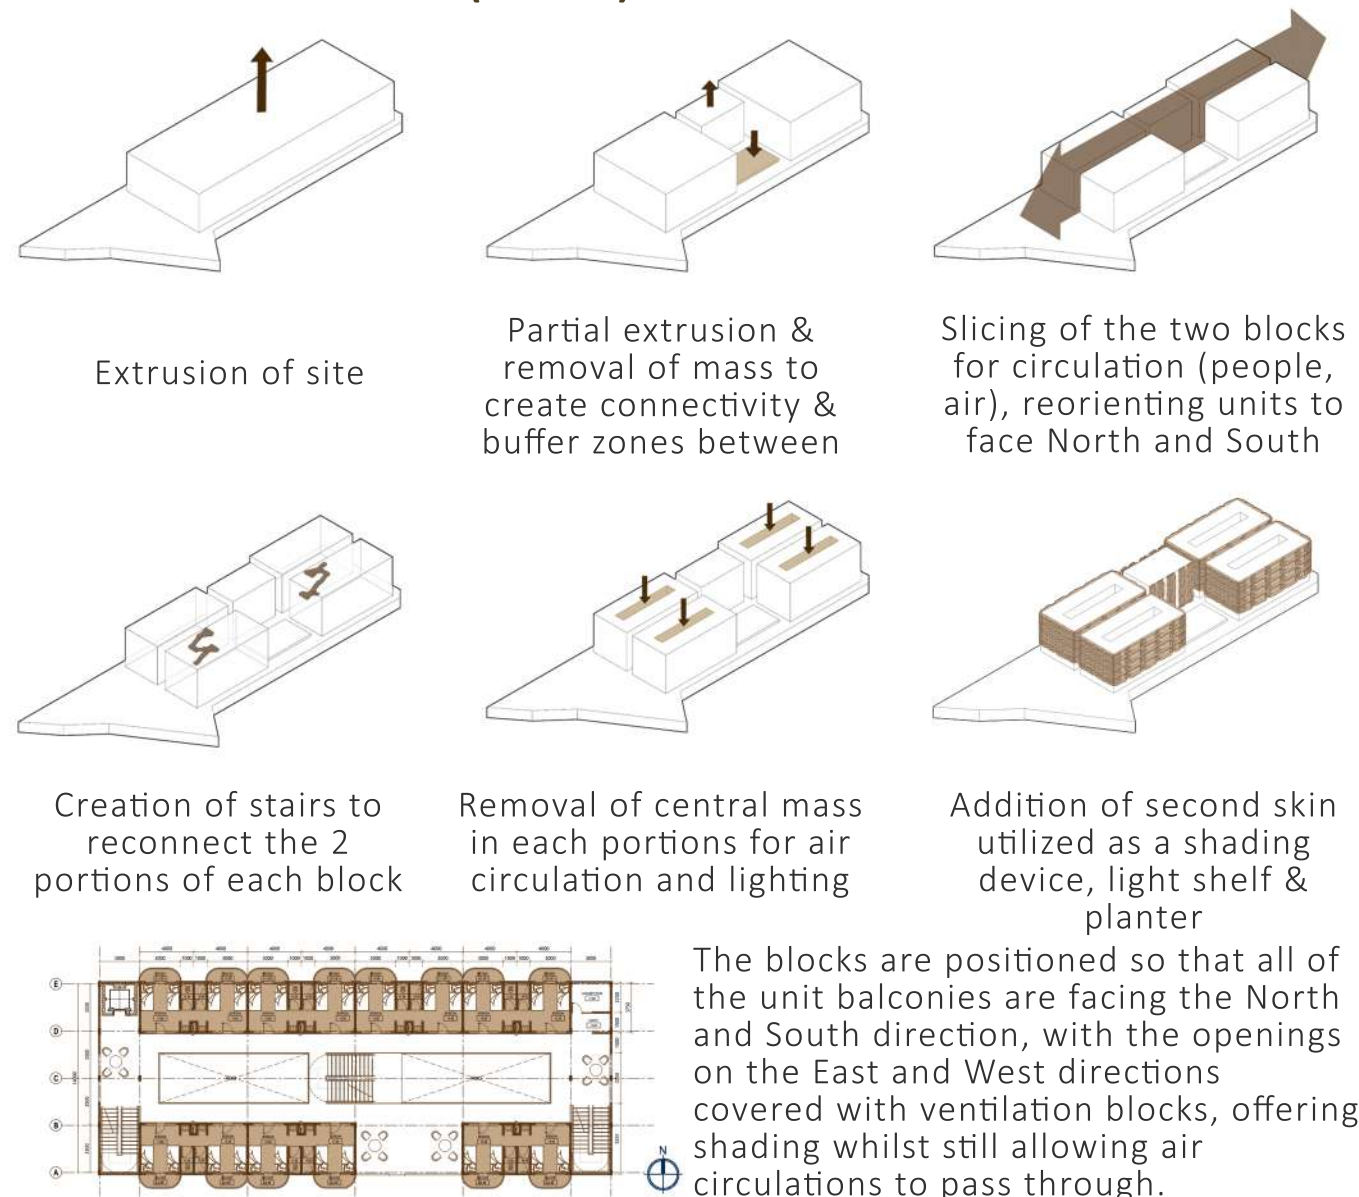 Extrusion of site
Partial extrusion &
removal of mass to
create connectivity &
buffer zones between
Slicing of the two blocks
for circulation (people,
air), reorienting units to
face North and South
Creation of stairs to
reconnect the 2
portions of each block
Removal of central mass
in each portions for air
circulation and lighting
Addition of second skin
utilized as a shading
device, light shelf &
planter
E
D
C
B
A
N
The blocks are positioned so that all of
the unit balconies are facing the North
and South direction, with the openings
on the East and West directions
covered with ventilation blocks, offering
shading whilst still allowing air
circulations to pass through.